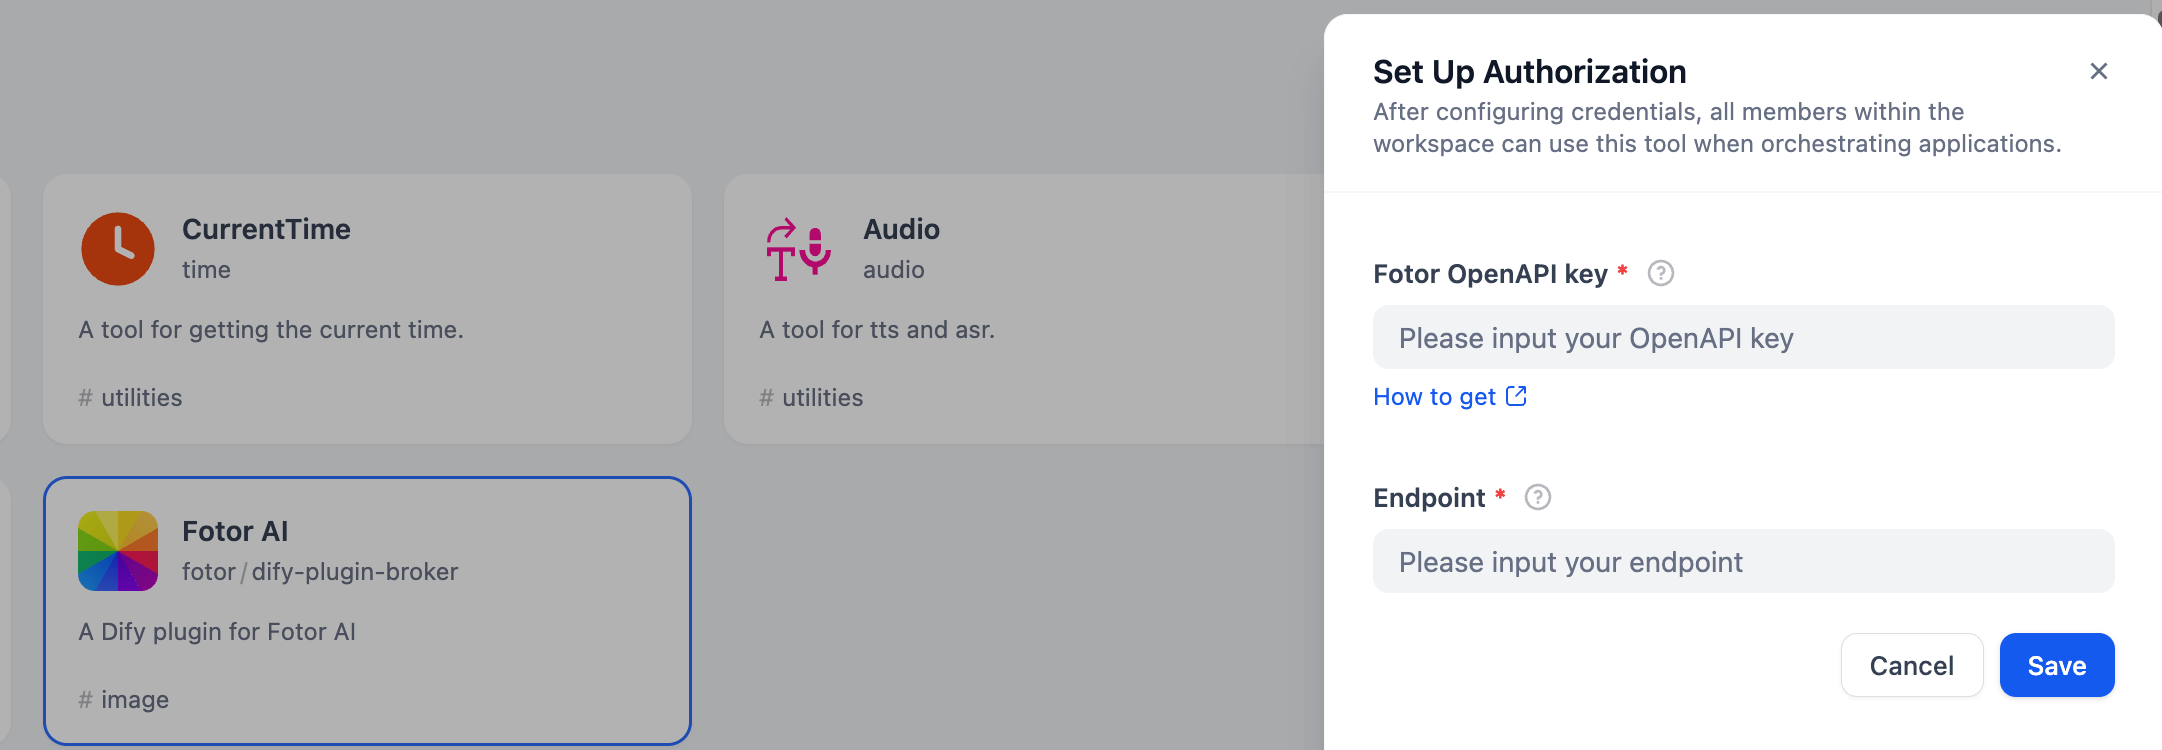 CurrentTime
time
A tool for getting the current time.
# utilities
Audio
audio
A tool for tts and asr.
# utilities
Fotor AI
fotor / dify-plugin-broker
A Dify plugin for Fotor AI
# image
Set Up Authorization
After configuring credentials, all members within the
workspace can use this tool when orchestrating applications.
Fotor OpenAPI key *
Please input your OpenAPI key
How to get
Endpoint *
Please input your endpoint
Cancel
Save